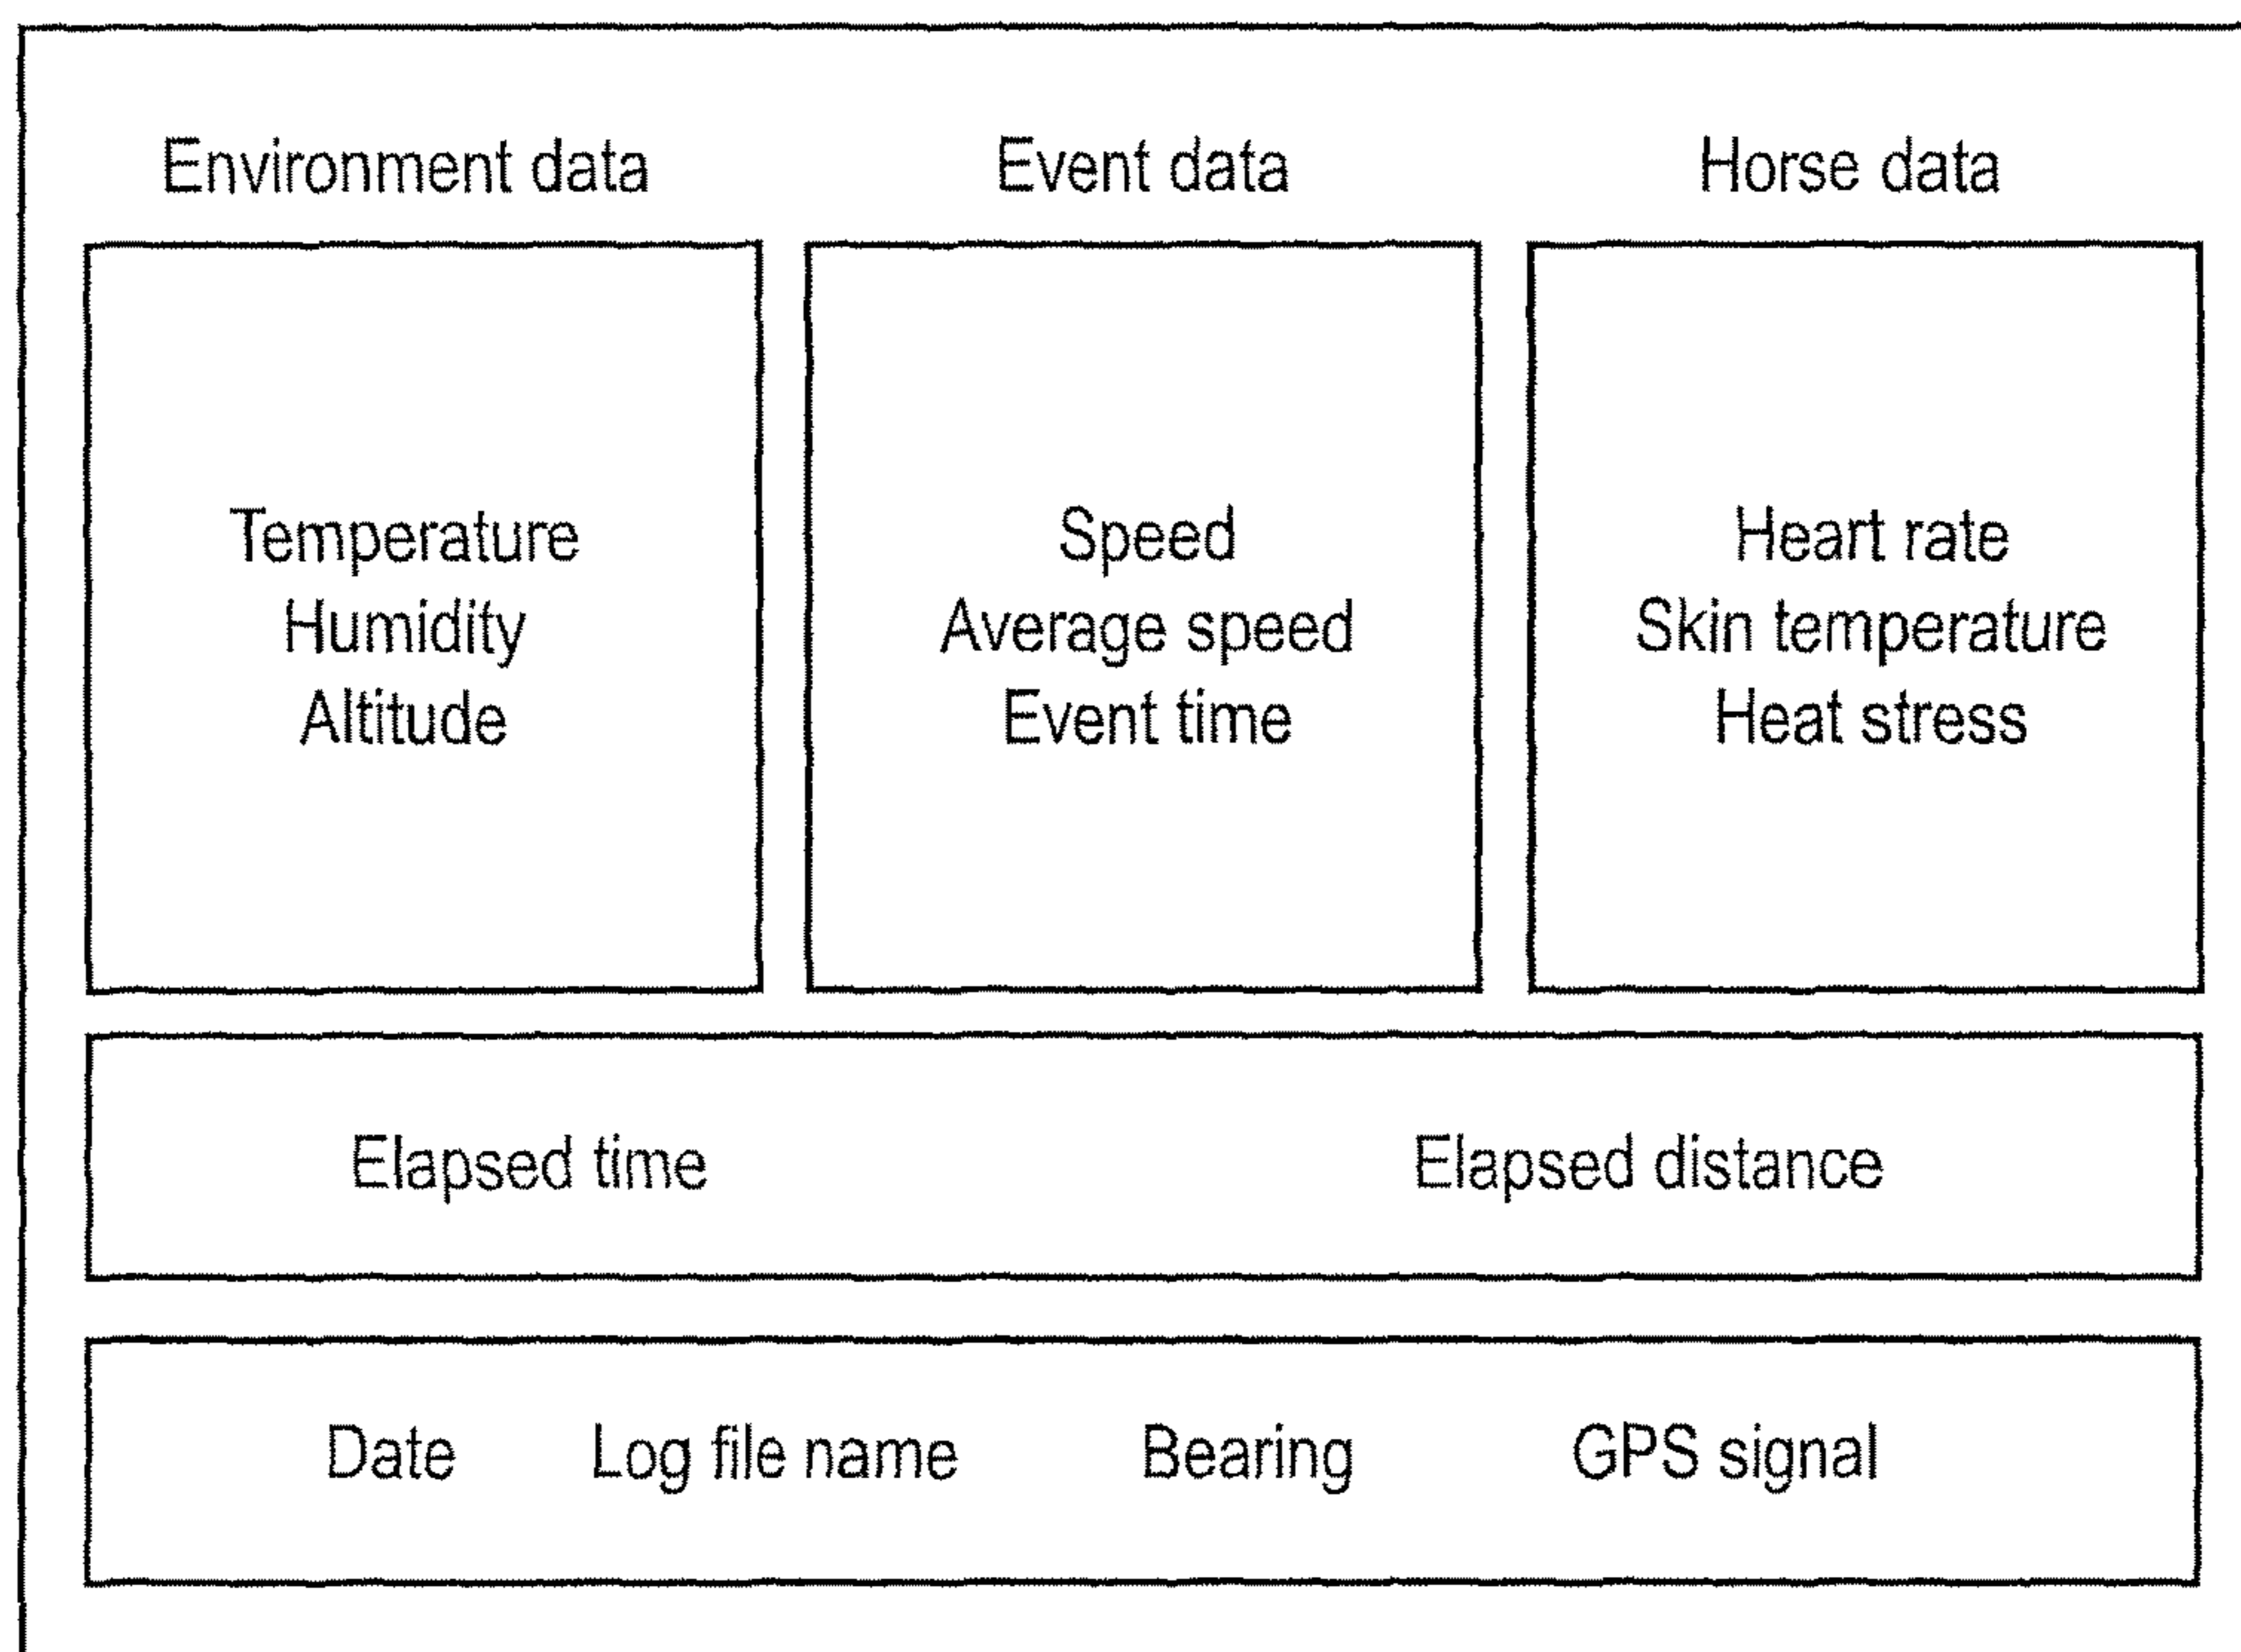 Environment data Event data Horse data
Temperature Speed Heart rate
Humidity Average speed Skin temperature
Altitude Event time Heat stress
Elapsed time Elapsed distance
Date Log file name Bearing GPS signal